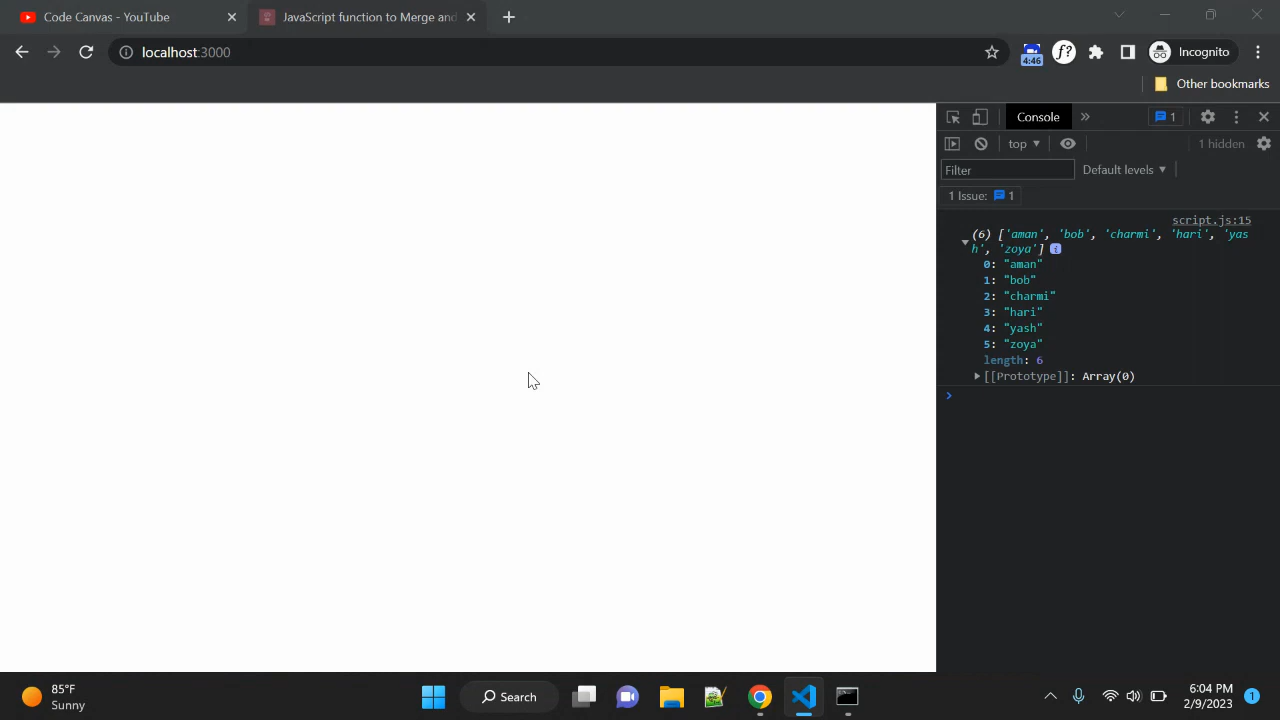 Code Canvas - YouTube
JavaScript function to Merge and
localhost:3000
4:46
f?
Incognito
Other bookmarks
Console
1
top
1 hidden
Filter
Default levels
1 Issue:
1
script.js:15
(6) ['aman', 'bob', 'charmi', 'hari', 'yas
h', 'zoya']
0: "aman"
1: "bob"
2: "charmi"
3: "hari"
4: "yash"
5: "zoya"
length: 6
[[Prototype]]: Array(0)
85°F
Sunny
Search
6:04 PM
2/9/2023
1